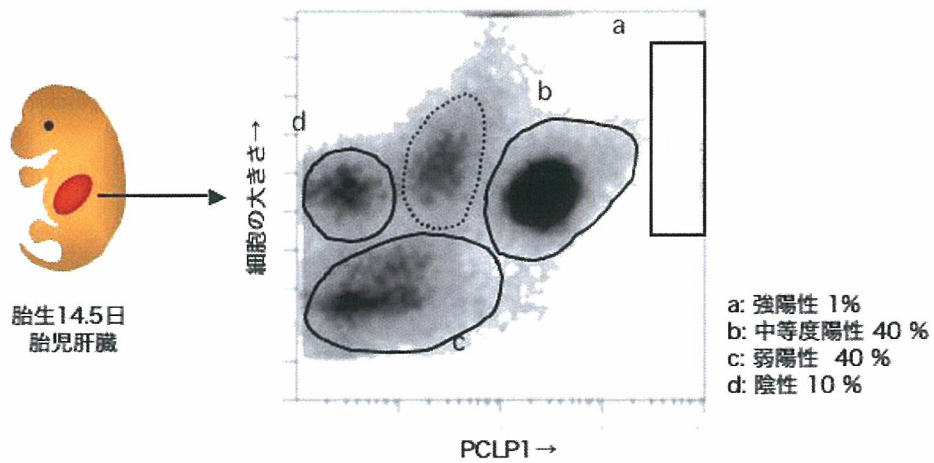 a
b
d
細胞の大きさ→
c
胎生14.5日
胎児肝臓
a: 強陽性 1%
b: 中等度陽性 40 %
c: 弱陽性 40 %
d: 陰性 10 %
PCLP1→